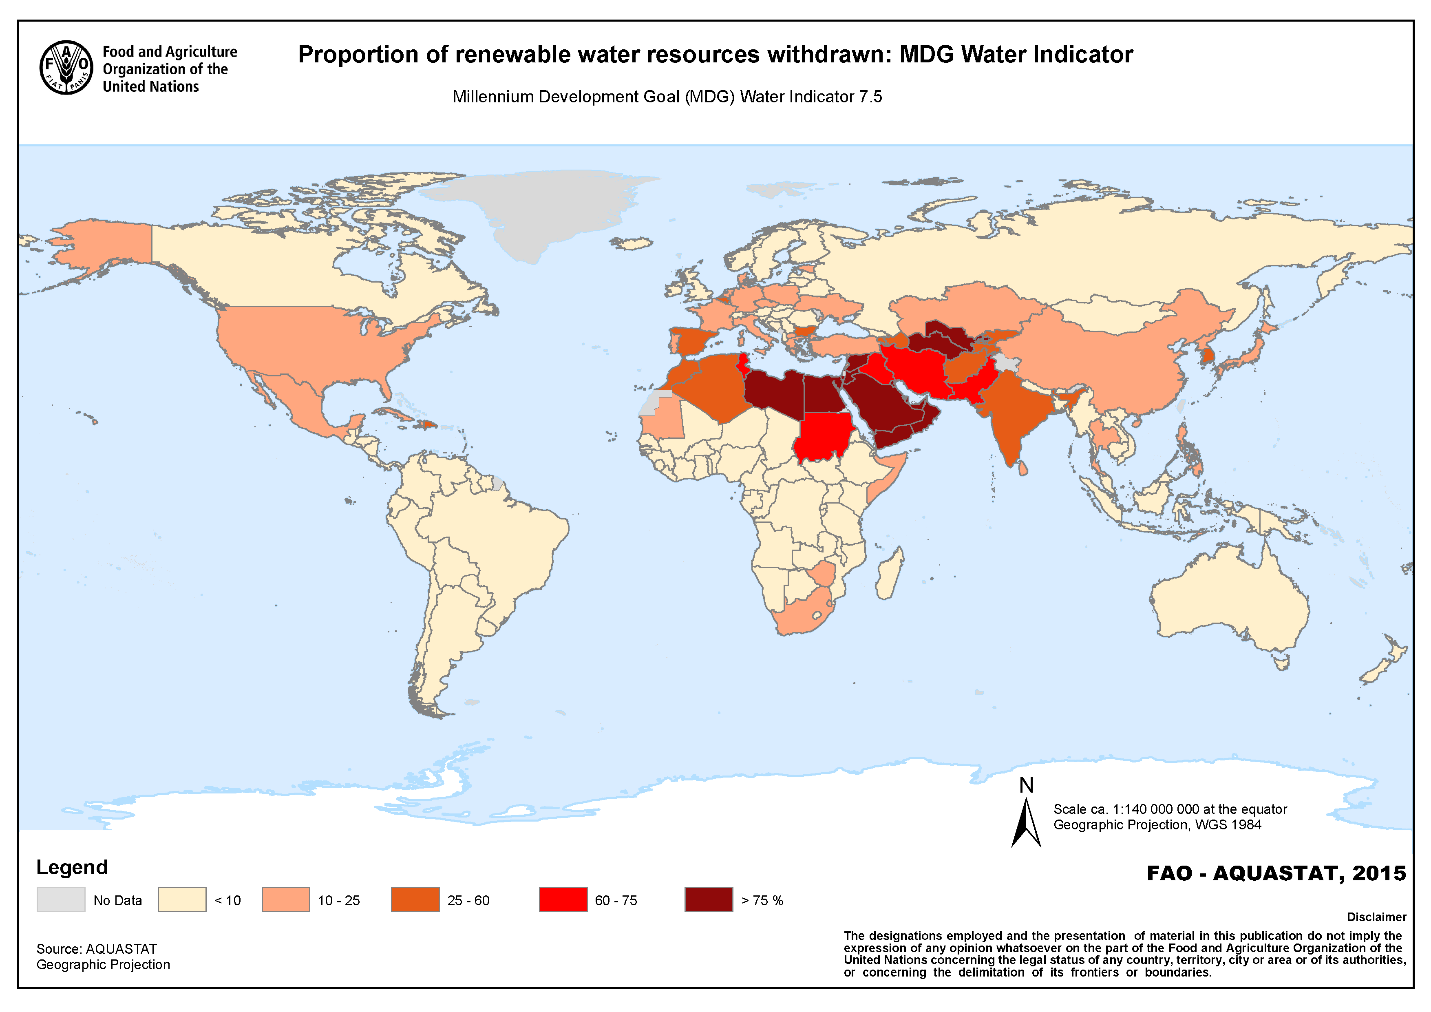 Food and Agriculture
Organization of the
United Nations
F A O
FIAT PANIS
Proportion of renewable water resources withdrawn: MDG Water Indicator
Millennium Development Goal (MDG) Water Indicator 7.5
N
Scale ca. 1:140 000 000 at the equator
Geographic Projection, WGS 1984
Legend
No Data
< 10
10 - 25
25 - 60
60 - 75
> 75 %
FAO - AQUASTAT, 2015
Disclaimer
The designations employed and the presentation of material in this publication do not imply the
expression of any opinion whatsoever on the part of the Food and Agriculture Organization of the
United Nations concerning the legal status of any country, territory, city or area or of its authorities,
or concerning the delimitation of its frontiers or boundaries.
Source: AQUASTAT
Geographic Projection